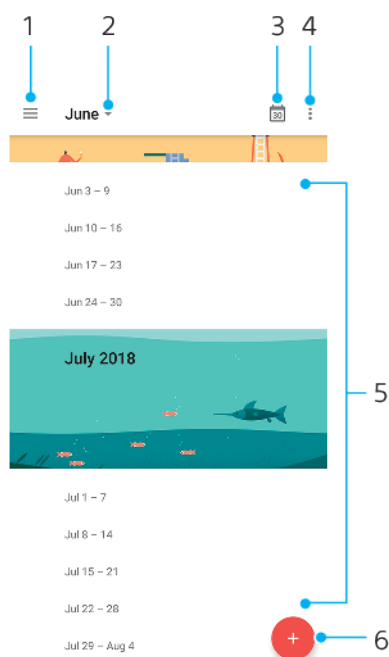 1 2 3 4
June
30
Jun 3 – 9
Jun 10 – 16
Jun 17 – 23
Jun 24 – 30
July 2018
5
Jul 1 – 7
Jul 8 – 14
Jul 15 – 21
Jul 22 – 28
Jul 29 – Aug 4
+
6